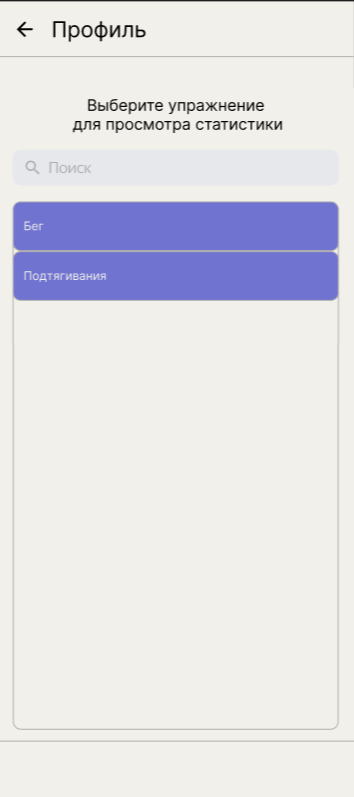 Профиль
Выберите упражнение
для просмотра статистики
Поиск
Бег
Подтягивания